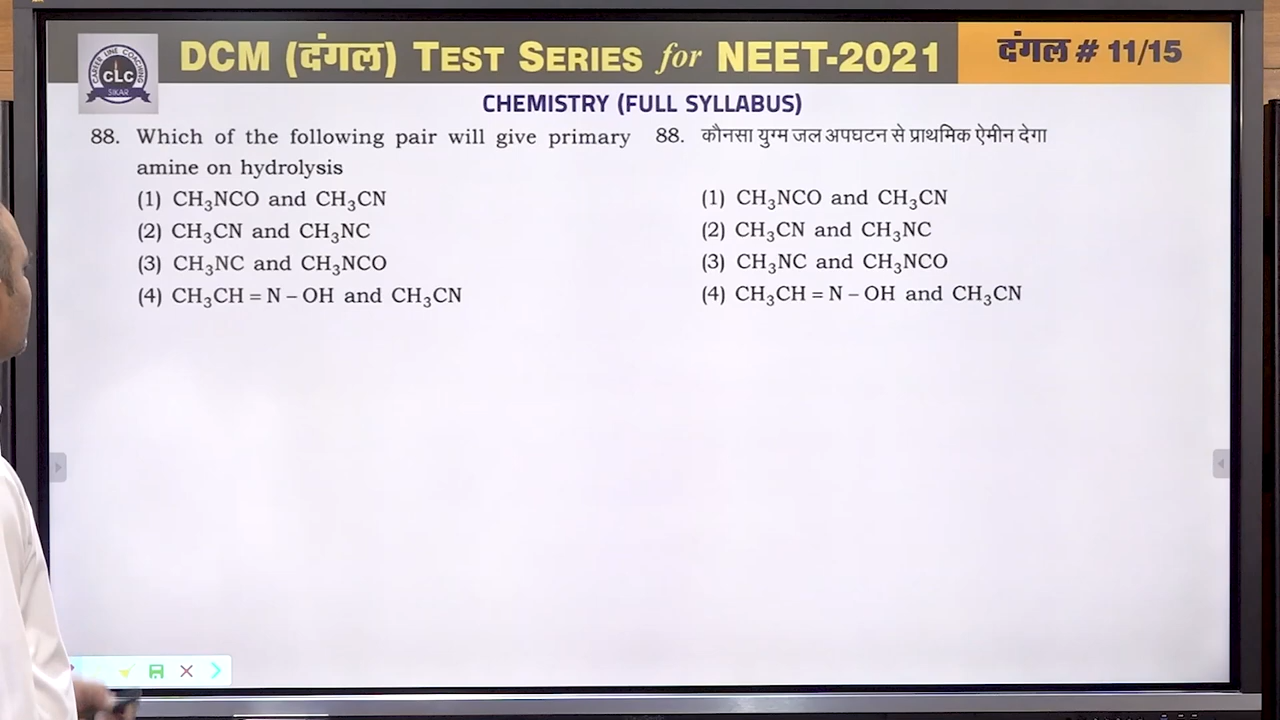 CAREER LINE COACHING
CLC
SIKAR
DCM (दंगल) TEST SERIES for NEET-2021
दंगल # 11/15
CHEMISTRY (FULL SYLLABUS)
88. Which of the following pair will give primary
amine on hydrolysis
(1) CH₃NCO and CH₃CN
(2) CH₃CN and CH₃NC
(3) CH₃NC and CH₃NCO
(4) CH₃CH = N – OH and CH₃CN
88. कौनसा युग्म जल अपघटन से प्राथमिक ऐमीन देगा
(1) CH₃NCO and CH₃CN
(2) CH₃CN and CH₃NC
(3) CH₃NC and CH₃NCO
(4) CH₃CH = N – OH and CH₃CN